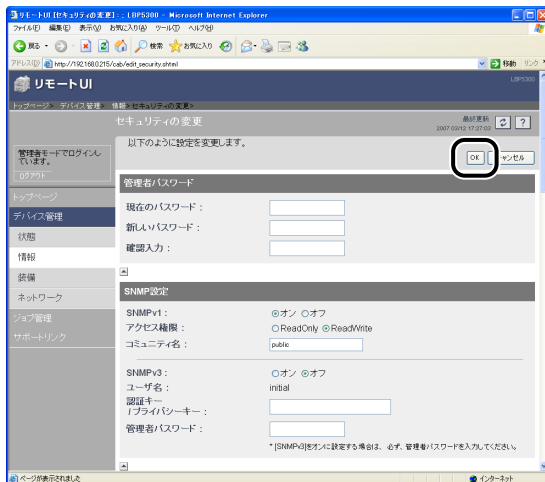 リモートUI [セキュリティの変更] : ; LBP5300 - Microsoft Internet Explorer
ファイル(F) 編集(E) 表示(V) お気に入り(A) ツール(T) ヘルプ(H)
戻る 検索 お気に入り
アドレス(D) http://192.168.0.215/cab/edit_security.shtml 移動 リンク
リモートUI LBP5300
トップページ> デバイス管理> 情報>セキュリティの変更>
セキュリティの変更 最終更新
2007 03/12 17:27:02
以下のように設定を変更します。
OK キャンセル
管理者モードでログインし
ています。
ログアウト
トップページ
デバイス管理
状態
情報
装備
ネットワーク
ジョブ管理
サポートリンク
管理者パスワード
現在のパスワード :
新しいパスワード :
確認入力 :
SNMP設定
SNMPv1 : オン オフ
アクセス権限 : ReadOnly ReadWrite
コミュニティ名 : public
SNMPv3 : オン オフ
ユーザ名 : initial
認証キー
/プライバシーキー :
管理者パスワード :
* [SNMPv3]をオンに設定する場合は、必ず、管理者パスワードを入力してください。
ページが表示されました インターネット